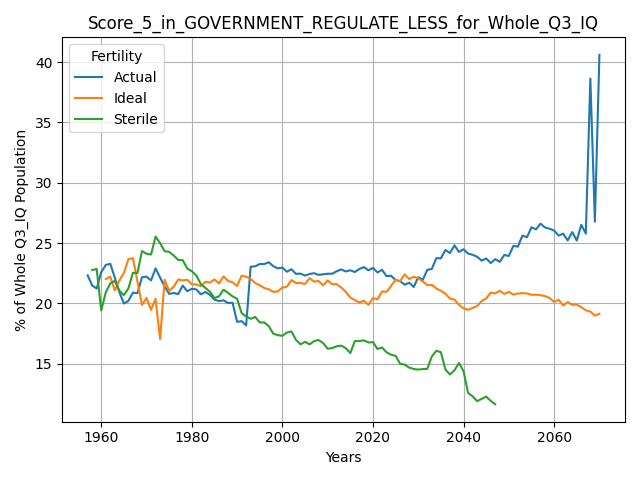 Score_5_in_GOVERNMENT_REGULATE_LESS_for_Whole_Q3_IQ
Fertility
Actual
Ideal
Sterile
% of Whole Q3_IQ Population
40
35
30
25
20
15
1960
1980
2000
2020
2040
2060
Years